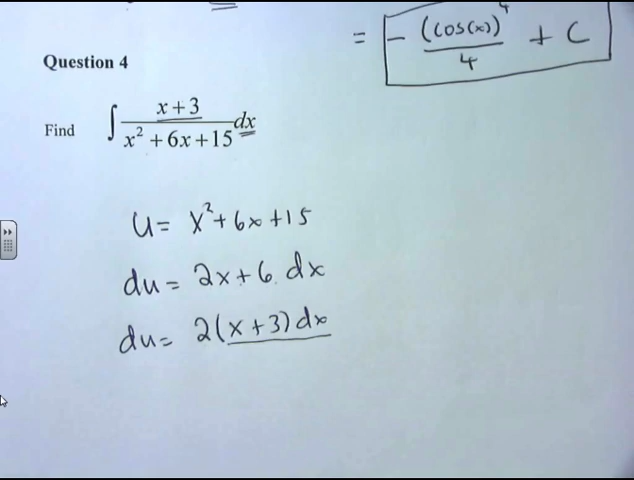 = - (cos(x))⁴ / 4 + C
Question 4
Find ∫ (x+3)/(x² + 6x + 15) dx
u = x² + 6x + 15
du = 2x + 6 dx
du = 2(x + 3) dx